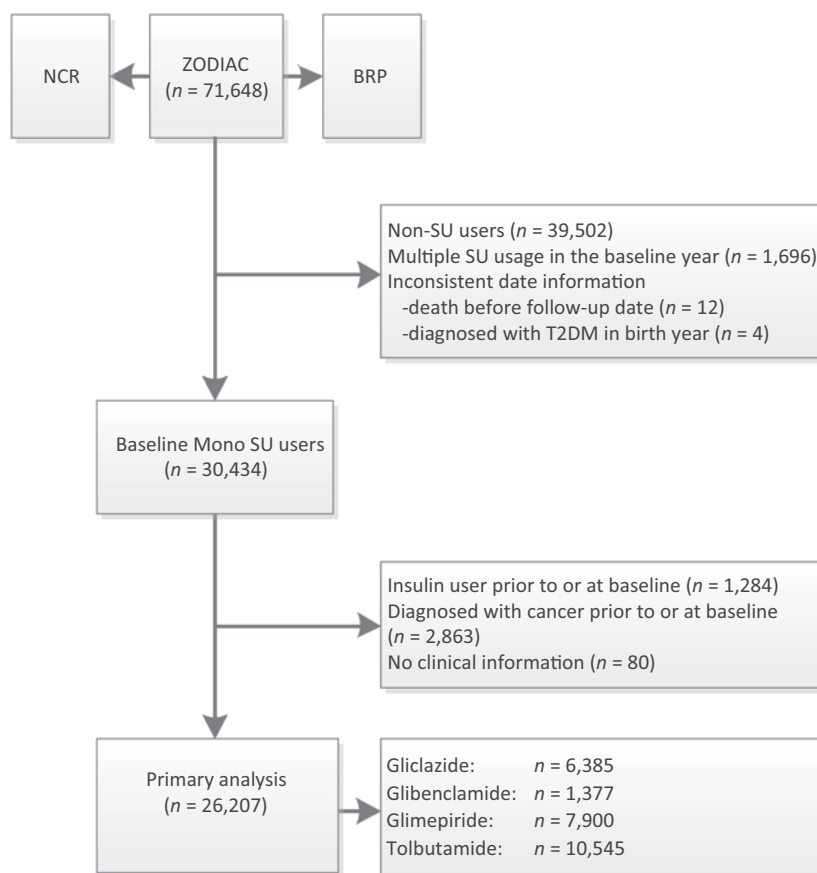 NCR
ZODIAC
(n = 71,648)
BRP
Non-SU users (n = 39,502)
Multiple SU usage in the baseline year (n = 1,696)
Inconsistent date information
-death before follow-up date (n = 12)
-diagnosed with T2DM in birth year (n = 4)
Baseline Mono SU users
(n = 30,434)
Insulin user prior to or at baseline (n = 1,284)
Diagnosed with cancer prior to or at baseline
(n = 2,863)
No clinical information (n = 80)
Primary analysis
(n = 26,207)
Gliclazide: n = 6,385
Glibenclamide: n = 1,377
Glimepiride: n = 7,900
Tolbutamide: n = 10,545